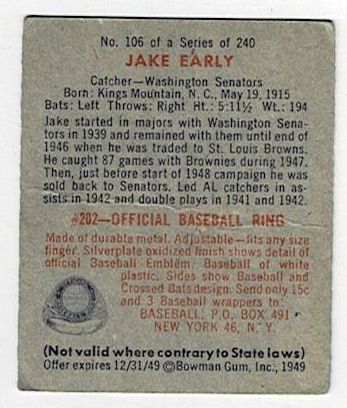 No. 106 of a Series of 240
JAKE EARLY
Catcher—Washington Senators
Born: Kings Mountain, N. C., May 19, 1915
Bats: Left Throws: Right Ht.: 5:11½ Wt.: 194
Jake started in majors with Washington Sena-
tors in 1939 and remained with them until end of
1946 when he was traded to St. Louis Browns.
He caught 87 games with Brownies during 1947.
Then, just before start of 1948 campaign he was
sold back to Senators. Led AL catchers in as-
sists in 1942 and double plays in 1941 and 1942.
#202—OFFICIAL BASEBALL RING
Made of durable metal. Adjustable—fits any size
finger. Silverplate oxidized finish shows detail
of official Baseball Emblem. Baseball of white
plastic. Sides show Baseball and
Crossed Bats design. Send only 15c
and 3 Baseball wrappers to:
BASEBALL, P.O. BOX 491
NEW YORK 46, N. Y.
(Not valid where contrary to State laws)
Offer expires 12/31/49 ©Bowman Gum, Inc., 1949